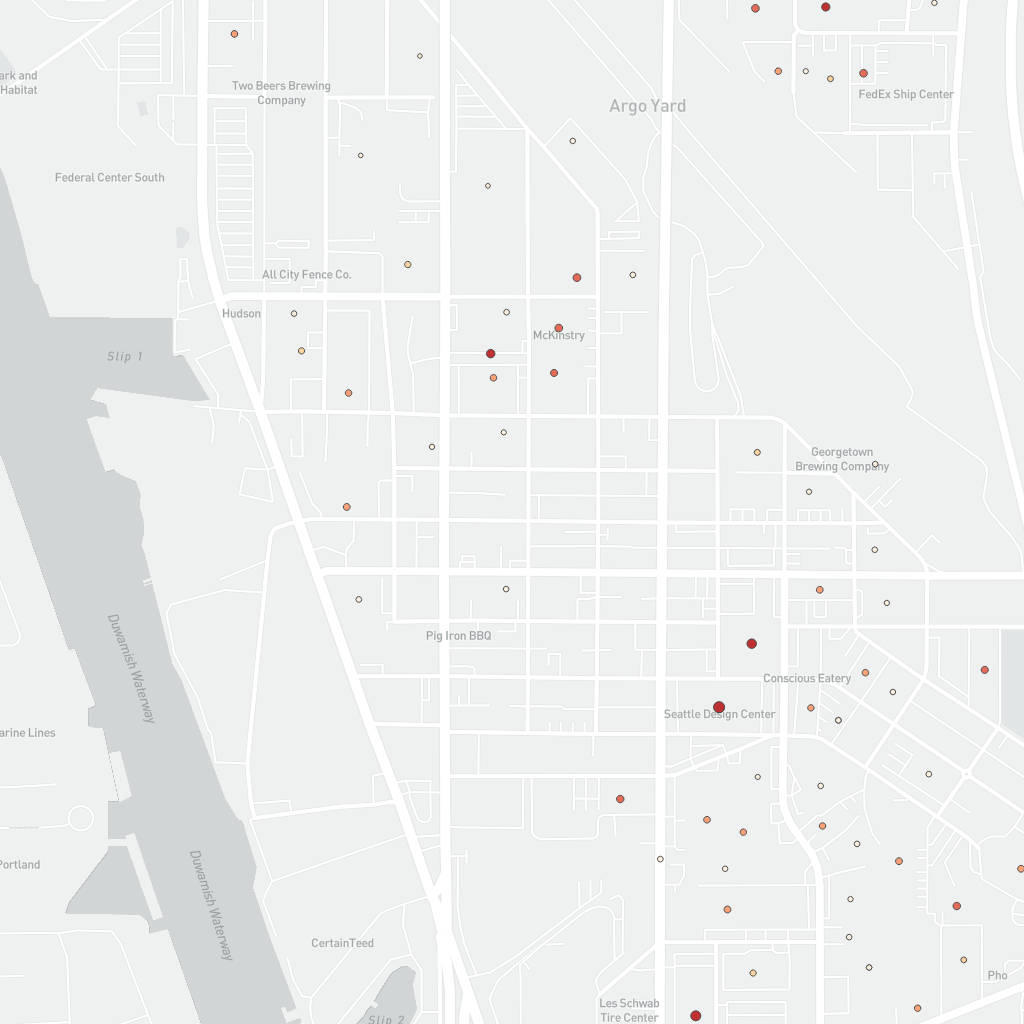 Two Beers Brewing
Company
Argo Yard
FedEx Ship Center
ark and
Habitat
Federal Center South
All City Fence Co.
Hudson
McKinstry
Slip 1
Georgetown
Brewing Company
Pig Iron BBQ
Duwamish Waterway
Conscious Eatery
Seattle Design Center
arine Lines
Portland
Duwamish Waterway
CertainTeed
Pho
Les Schwab
Tire Center
Slip 2